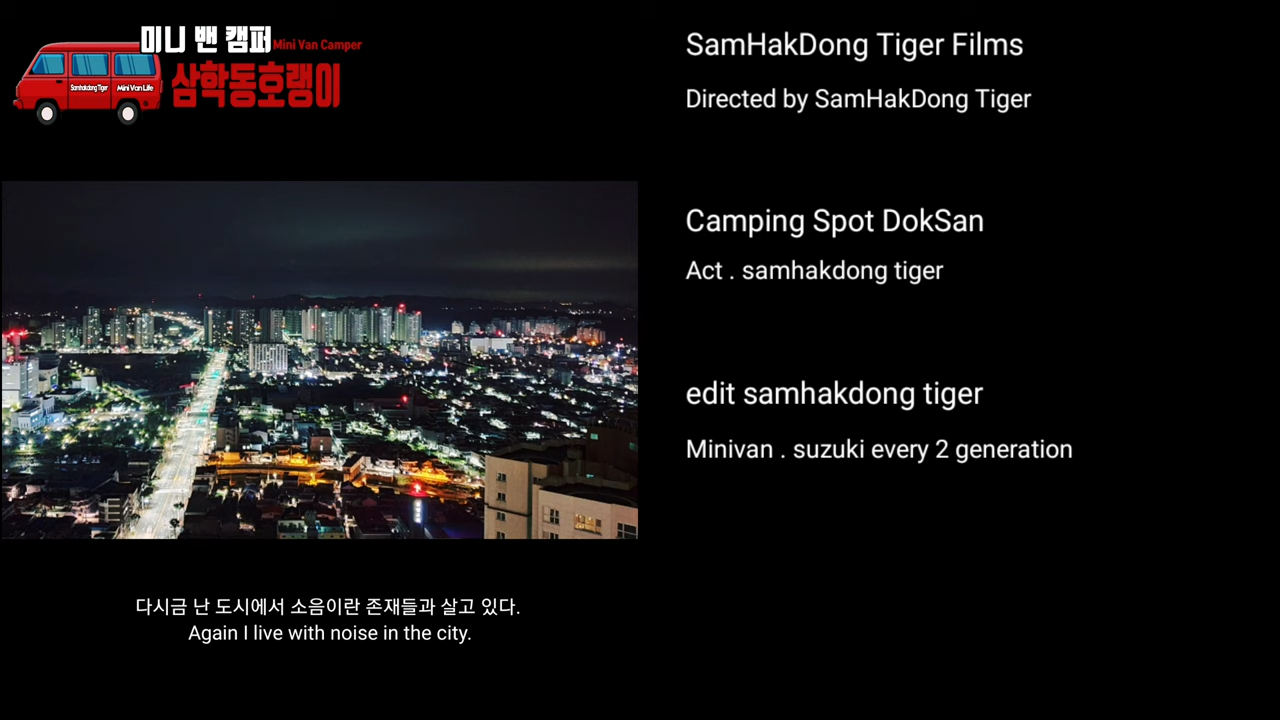 미니 밴 캠퍼 Mini Van Camper
삼학동호랭이
Samhakdong Tiger Mini Van Life
SamHakDong Tiger Films
Directed by SamHakDong Tiger
Camping Spot DokSan
Act . samhakdong tiger
edit samhakdong tiger
Minivan . suzuki every 2 generation
다시금 난 도시에서 소음이란 존재들과 살고 있다.
Again I live with noise in the city.